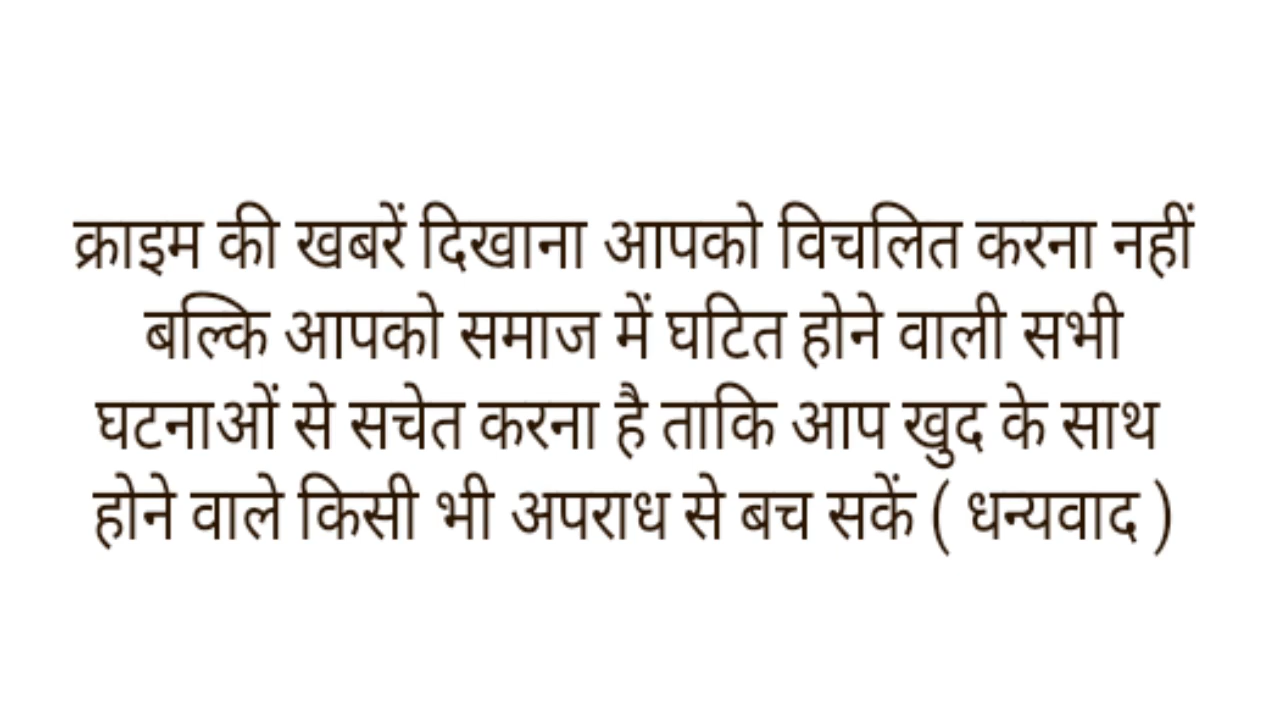 क्राइम की खबरें दिखाना आपको विचलित करना नहीं
बल्कि आपको समाज में घटित होने वाली सभी
घटनाओं से सचेत करना है ताकि आप खुद के साथ
होने वाले किसी भी अपराध से बच सकें ( धन्यवाद )